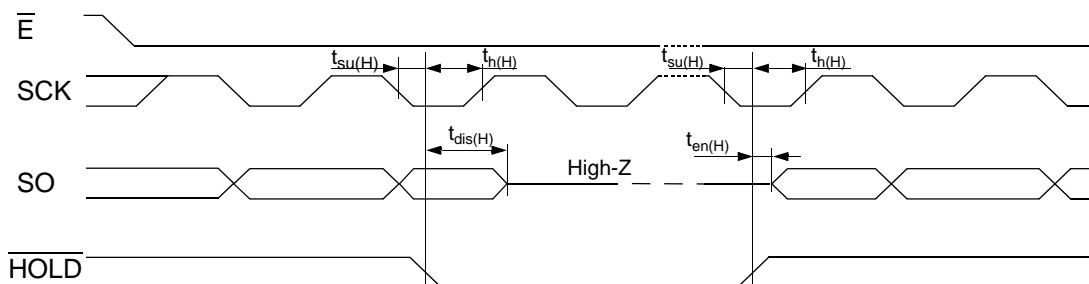 E
tsu(H)
th(H)
tsu(H)
th(H)
SCK
tdis(H)
ten(H)
High-Z
SO
HOLD